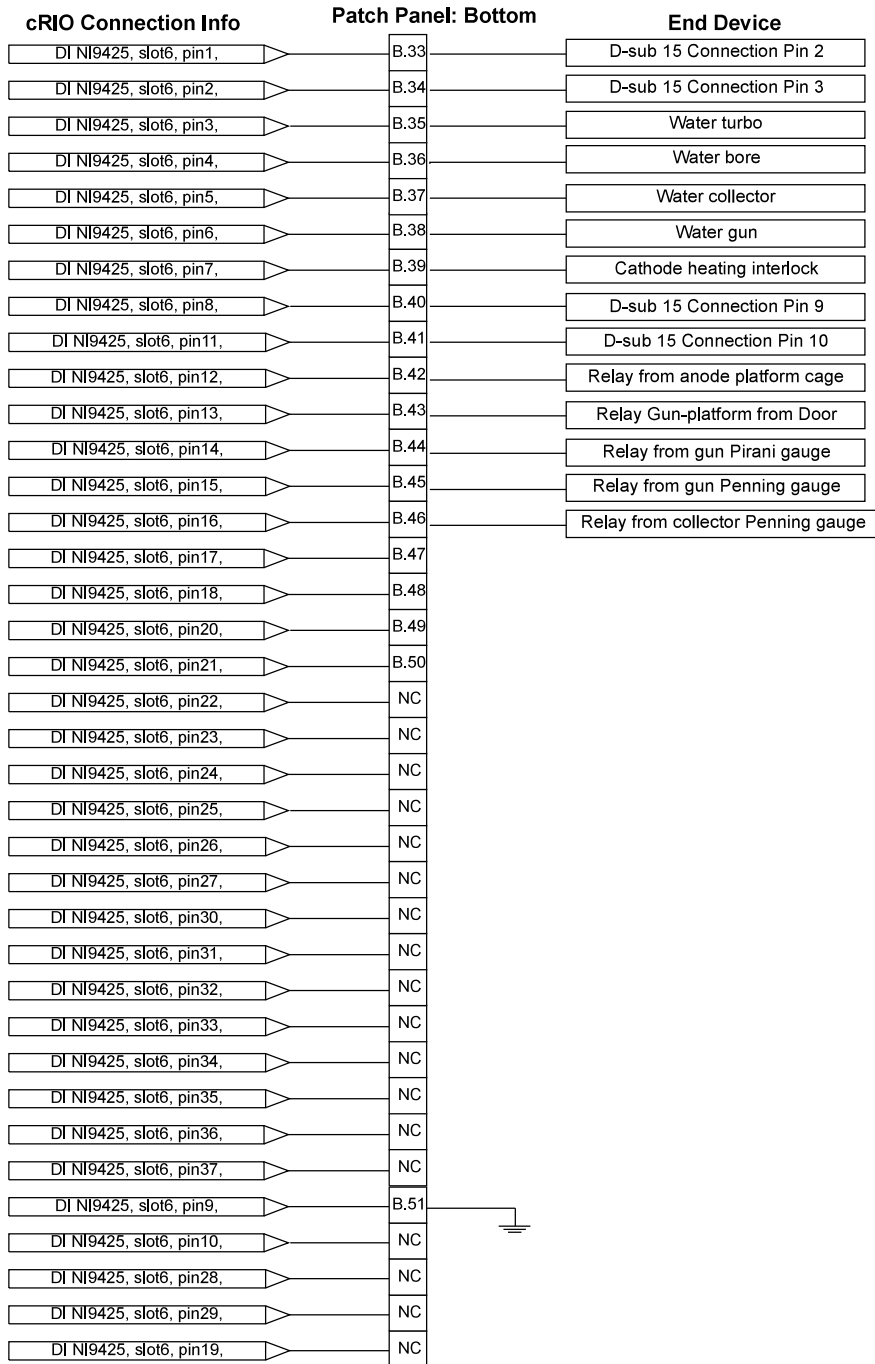 cRIO Connection Info Patch Panel: Bottom End Device
DI NI9425, slot6, pin1, B.33 D-sub 15 Connection Pin 2
DI NI9425, slot6, pin2, B.34 D-sub 15 Connection Pin 3
DI NI9425, slot6, pin3, B.35 Water turbo
DI NI9425, slot6, pin4, B.36 Water bore
DI NI9425, slot6, pin5, B.37 Water collector
DI NI9425, slot6, pin6, B.38 Water gun
DI NI9425, slot6, pin7, B.39 Cathode heating interlock
DI NI9425, slot6, pin8, B.40 D-sub 15 Connection Pin 9
DI NI9425, slot6, pin11, B.41 D-sub 15 Connection Pin 10
DI NI9425, slot6, pin12, B.42 Relay from anode platform cage
DI NI9425, slot6, pin13, B.43 Relay Gun-platform from Door
DI NI9425, slot6, pin14, B.44 Relay from gun Pirani gauge
DI NI9425, slot6, pin15, B.45 Relay from gun Penning gauge
DI NI9425, slot6, pin16, B.46 Relay from collector Penning gauge
DI NI9425, slot6, pin17, B.47
DI NI9425, slot6, pin18, B.48
DI NI9425, slot6, pin20, B.49
DI NI9425, slot6, pin21, B.50
DI NI9425, slot6, pin22, NC
DI NI9425, slot6, pin23, NC
DI NI9425, slot6, pin24, NC
DI NI9425, slot6, pin25, NC
DI NI9425, slot6, pin26, NC
DI NI9425, slot6, pin27, NC
DI NI9425, slot6, pin30, NC
DI NI9425, slot6, pin31, NC
DI NI9425, slot6, pin32, NC
DI NI9425, slot6, pin33, NC
DI NI9425, slot6, pin34, NC
DI NI9425, slot6, pin35, NC
DI NI9425, slot6, pin36, NC
DI NI9425, slot6, pin37, NC
DI NI9425, slot6, pin9, B.51
DI NI9425, slot6, pin10, NC
DI NI9425, slot6, pin28, NC
DI NI9425, slot6, pin29, NC
DI NI9425, slot6, pin19, NC